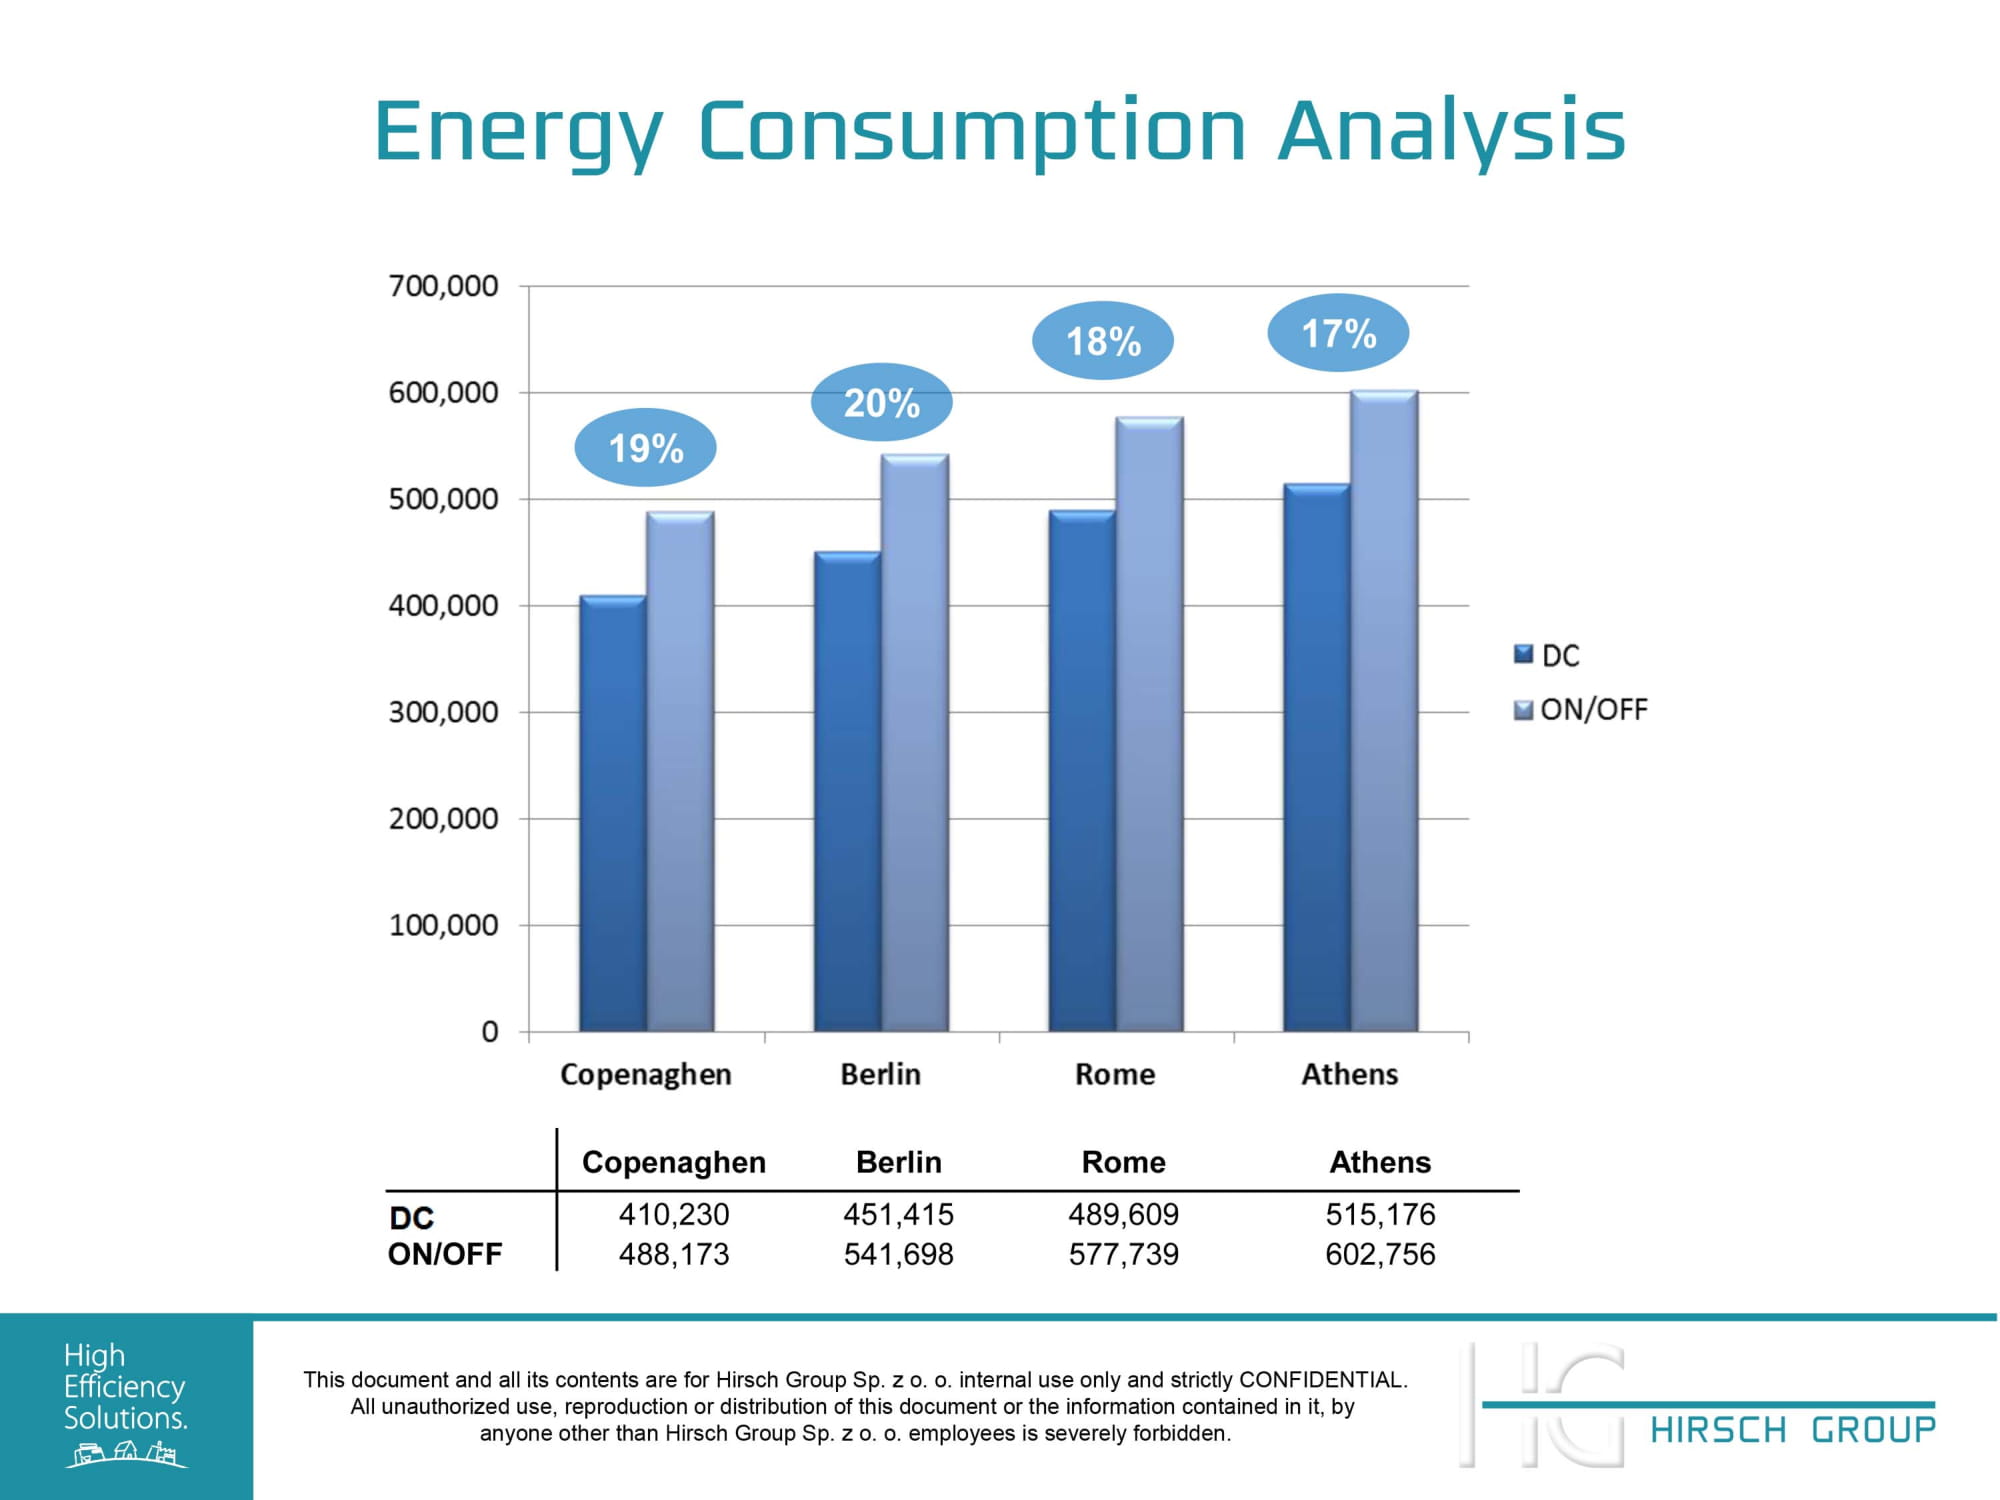 Energy Consumption Analysis
700,000
600,000
500,000
400,000
300,000
200,000
100,000
0
19%
20%
18%
17%
DC
ON/OFF
Copenaghen Berlin Rome Athens
Copenaghen Berlin Rome Athens
DC 410,230 451,415 489,609 515,176
ON/OFF 488,173 541,698 577,739 602,756
High
Efficiency
Solutions.
This document and all its contents are for Hirsch Group Sp. z o. o. internal use only and strictly CONFIDENTIAL.
All unauthorized use, reproduction or distribution of this document or the information contained in it, by
anyone other than Hirsch Group Sp. z o. o. employees is severely forbidden.
HG
HIRSCH GROUP